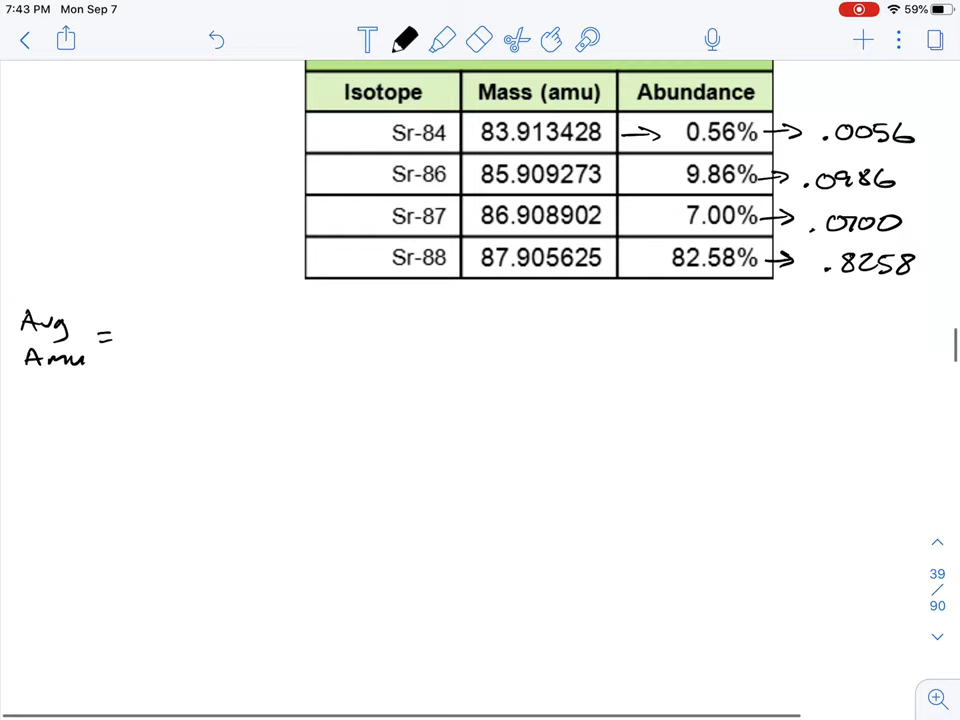 7:43 PM Mon Sep 7 59%
T
Isotope Mass (amu) Abundance
Sr-84 83.913428 → 0.56% → .0056
Sr-86 85.909273 9.86% → .0986
Sr-87 86.908902 7.00% → .0700
Sr-88 87.905625 82.58% → .8258
Avg
Amu =
39
/
90